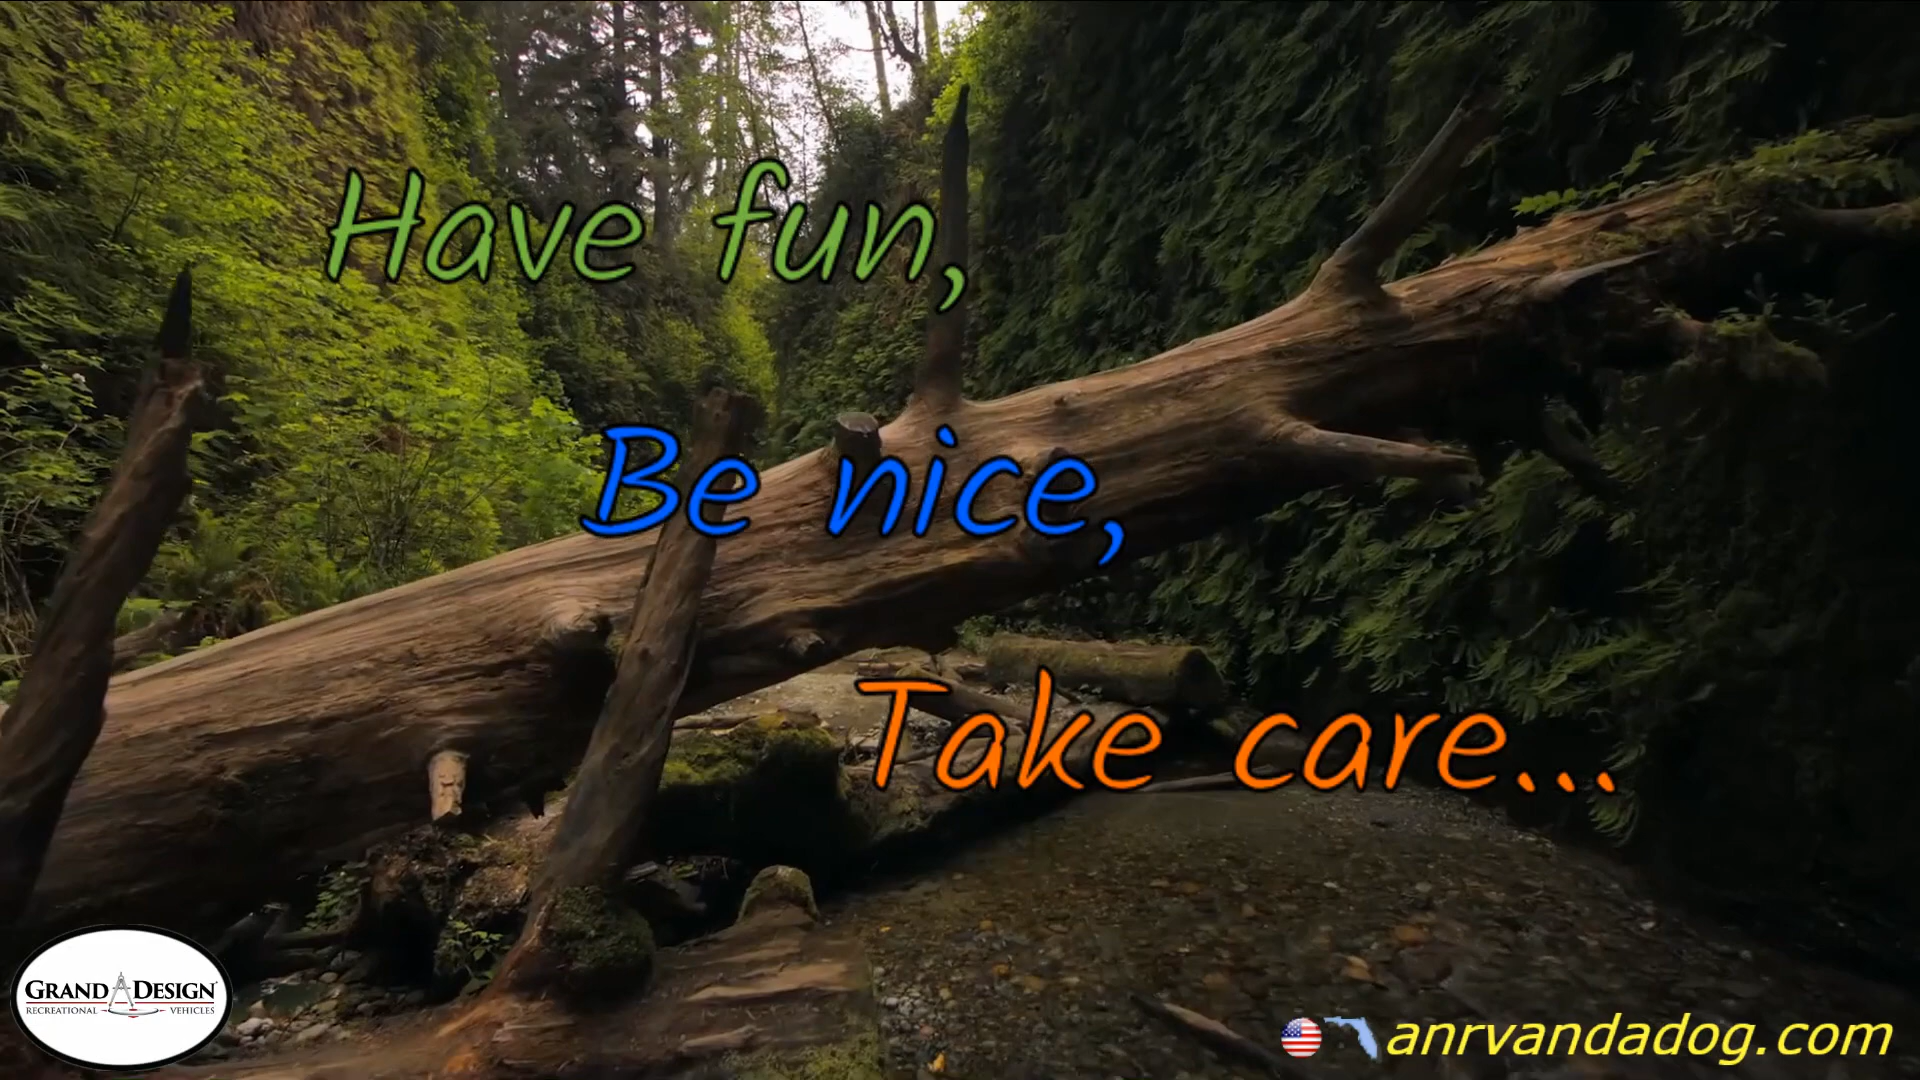 Have fun,
Be nice,
Take care...
GRAND DESIGN
RECREATIONAL VEHICLES
anrvandadog.com